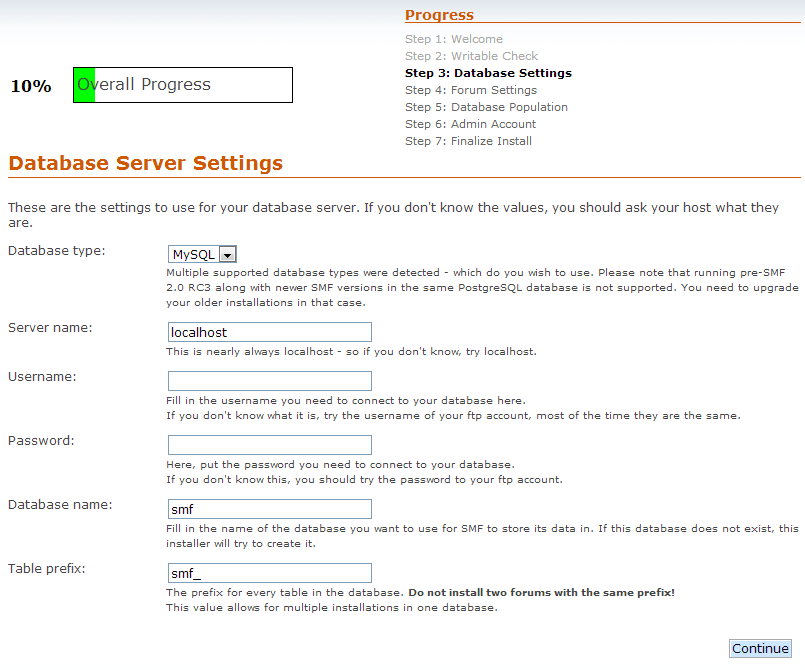 Progress
Step 1: Welcome
Step 2: Writable Check
Step 3: Database Settings
Step 4: Forum Settings
Step 5: Database Population
Step 6: Admin Account
Step 7: Finalize Install
10%
Overall Progress
Database Server Settings
These are the settings to use for your database server. If you don't know the values, you should ask your host what they
are.
Database type:
MySQL
Multiple supported database types were detected - which do you wish to use. Please note that running pre-SMF
2.0 RC3 along with newer SMF versions in the same PostgreSQL database is not supported. You need to upgrade
your older installations in that case.
Server name:
localhost
This is nearly always localhost - so if you don't know, try localhost.
Username:
Fill in the username you need to connect to your database here.
If you don't know what it is, try the username of your ftp account, most of the time they are the same.
Password:
Here, put the password you need to connect to your database.
If you don't know this, you should try the password to your ftp account.
Database name:
smf
Fill in the name of the database you want to use for SMF to store its data in. If this database does not exist, this
installer will try to create it.
Table prefix:
smf_
The prefix for every table in the database. Do not install two forums with the same prefix!
This value allows for multiple installations in one database.
Continue